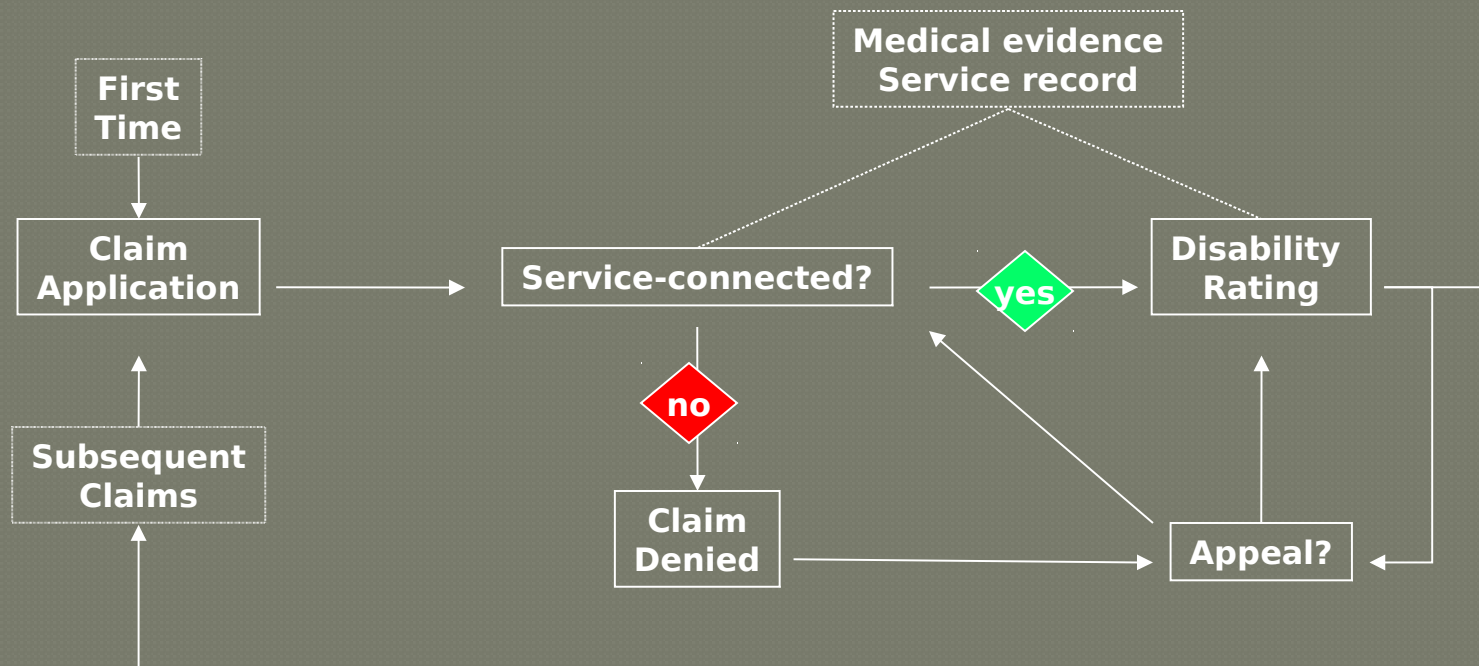 Medical evidence
Service record
First
Time
Claim
Application
Service-connected?
yes
Disability
Rating
no
Subsequent
Claims
Claim
Denied
Appeal?